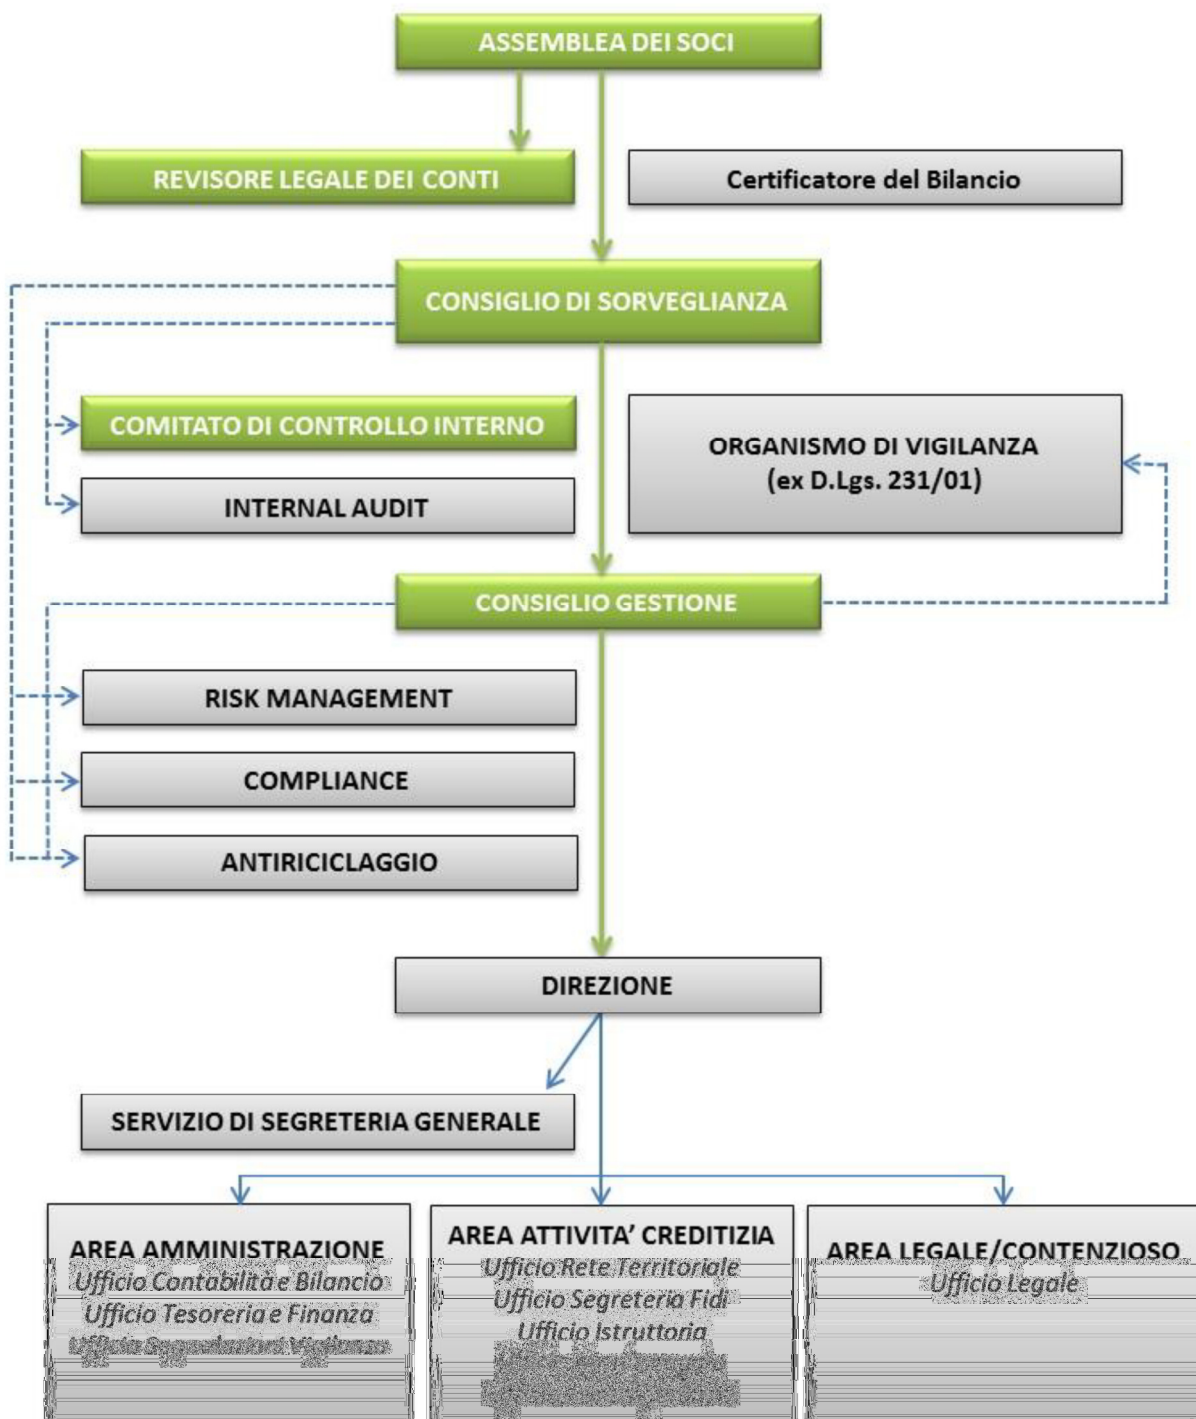 ASSEMBLEA DEI SOCI
REVISORE LEGALE DEI CONTI
Certificatore del Bilancio
CONSIGLIO DI SORVEGLIANZA
COMITATO DI CONTROLLO INTERNO
ORGANISMO DI VIGILANZA
(ex D.Lgs. 231/01)
INTERNAL AUDIT
CONSIGLIO GESTIONE
RISK MANAGEMENT
COMPLIANCE
ANTIRICICLAGGIO
DIREZIONE
SERVIZIO DI SEGRETERIA GENERALE
AREA AMMINISTRAZIONE
Ufficio Contabilità e Bilancio
Ufficio Tesoreria e Finanza
Ufficio Segnalazioni Vigilanza
AREA ATTIVITA' CREDITIZIA
Ufficio Rete Territoriale
Ufficio Segreteria Fidi
Ufficio Istruttoria
AREA LEGALE/CONTENZIOSO
Ufficio Legale